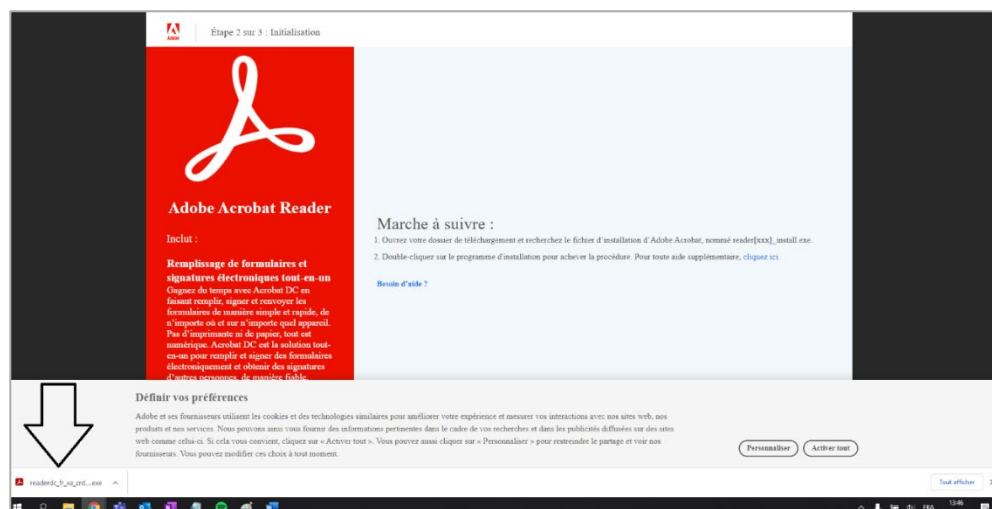 Adobe
Étape 2 sur 3 : Initialisation
Adobe Acrobat Reader
Inclut :
Remplissage de formulaires et
signatures électroniques tout-en-un
Gagnez du temps avec Acrobat DC en
faisant remplir, signer et renvoyer les
formulaires de manière simple et rapide, de
n'importe où et sur n'importe quel appareil.
Pas d'imprimante ni de papier, tout est
numérique. Acrobat DC est la solution tout-
en-un pour remplir et signer des formulaires
électroniquement et obtenir des signatures
d'autres personnes, de manière fiable.
Marche à suivre :
1. Ouvrez votre dossier de téléchargement et recherchez le fichier d'installation d'Adobe Acrobat, nommé reader[xxx]_install.exe.
2. Double-cliquez sur le programme d'installation pour achever la procédure. Pour toute aide supplémentaire, cliquez ici.
Besoin d'aide ?
Définir vos préférences
Adobe et ses fournisseurs utilisent les cookies et des technologies similaires pour améliorer votre expérience et mesurer vos interactions avec nos sites web, nos
produits et nos services. Nous pouvons ainsi vous fournir des informations pertinentes dans le cadre de vos recherches et dans les publicités diffusées sur des sites
web comme celui-ci. Si cela vous convient, cliquez sur « Activer tout ». Vous pouvez aussi cliquer sur « Personnaliser » pour restreindre le partage et voir nos
fournisseurs. Vous pouvez modifier ces choix à tout moment.
Personnaliser
Activer tout
readerdc_fr_xa_crd....exe
Tout afficher
FRA
13:46